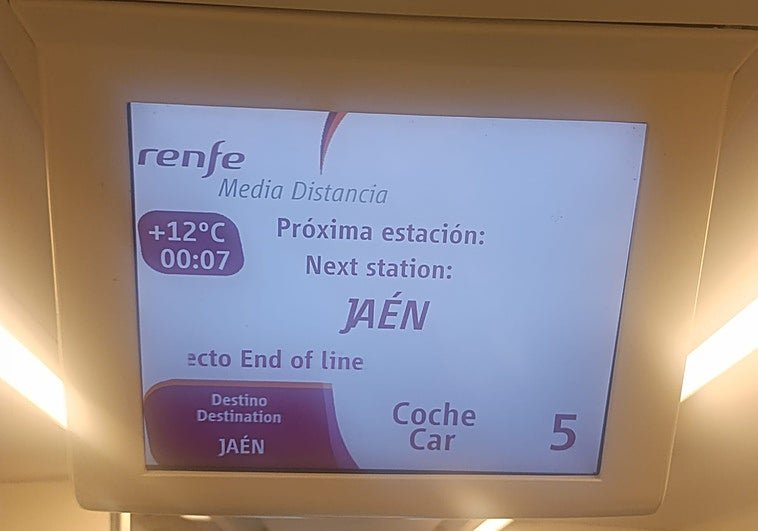 renfe
Media Distancia
+12ºC
00:07
Próxima estación:
Next station:
JAÉN
ecto End of line
Destino
Destination
JAÉN
Coche
Car
5